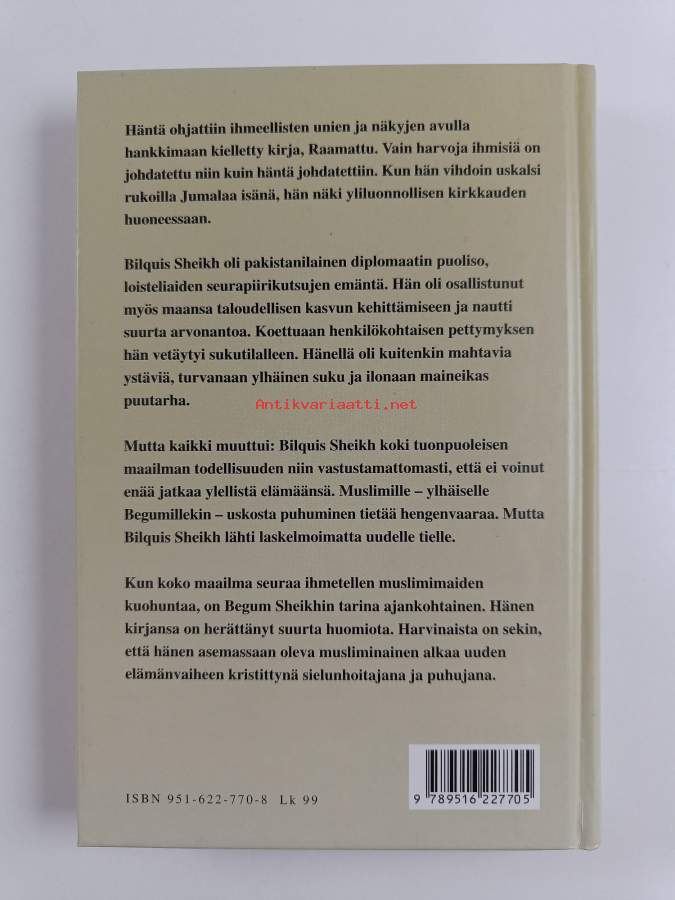 Häntä ohjattiin ihmeellisten unien ja näkyjen avulla
hankkimaan kielletty kirja, Raamattu. Vain harvoja ihmisiä on
johdatettu niin kuin häntä johdatettiin. Kun hän vihdoin uskalsi
rukoilla Jumalaa isänä, hän näki yliluonnollisen kirkkauden
huoneessaan.
Bilquis Sheikh oli pakistanilainen diplomaatin puoliso,
loisteliaiden seurapiirikutsujen emäntä. Hän oli osallistunut
myös maansa taloudellisen kasvun kehittämiseen ja nautti
suurta arvonantoa. Koettuaan henkilökohtaisen pettymyksen
hän vetäytyi sukutilalleen. Hänellä oli kuitenkin mahtavia
ystäviä, turvanaan ylhäinen suku ja ilonaan maineikas
puutarha.
Antikvariaatti.net
Mutta kaikki muuttui: Bilquis Sheikh koki tuonpuoleisen
maailman todellisuuden niin vastustamattomasti, että ei voinut
enää jatkaa ylellistä elämäänsä. Muslimille – ylhäiselle
Begumillekin – uskosta puhuminen tietää hengenvaaraa. Mutta
Bilquis Sheikh lähti laskelmoimatta uudelle tielle.
Kun koko maailma seuraa ihmetellen muslimimaiden
kuohuntaa, on Begum Sheikhin tarina ajankohtainen. Hänen
kirjansa on herättänyt suurta huomiota. Harvinaista on sekin,
että hänen asemassaan oleva musliminainen alkaa uuden
elämänvaiheen kristittynä sielunhoitajana ja puhujana.
ISBN 951-622-770-8 Lk 99
9 789516 227705